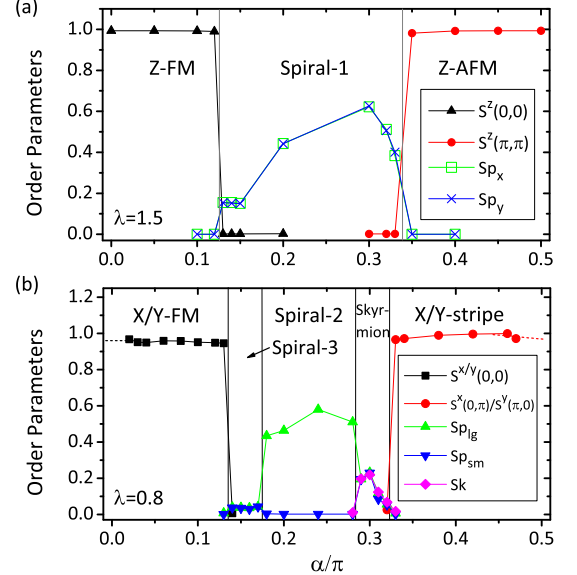 (a)
1.0
0.8
0.6
0.4
0.2
0.0
Order Parameters
Z-FM
Spiral-1
Z-AFM
S^z(0,0)
S^z(π,π)
Sp_x
Sp_y
λ=1.5
0.0 0.1 0.2 0.3 0.4 0.5
(b)
1.2
1.0
0.8
0.6
0.4
0.2
0.0
Order Parameters
X/Y-FM
Spiral-2
Skyr-
mion
X/Y-stripe
Spiral-3
S^{x/y}(0,0)
S^x(0,π)/S^y(π,0)
Sp_{lg}
Sp_{sm}
Sk
λ=0.8
0.0 0.1 0.2 0.3 0.4 0.5
α/π